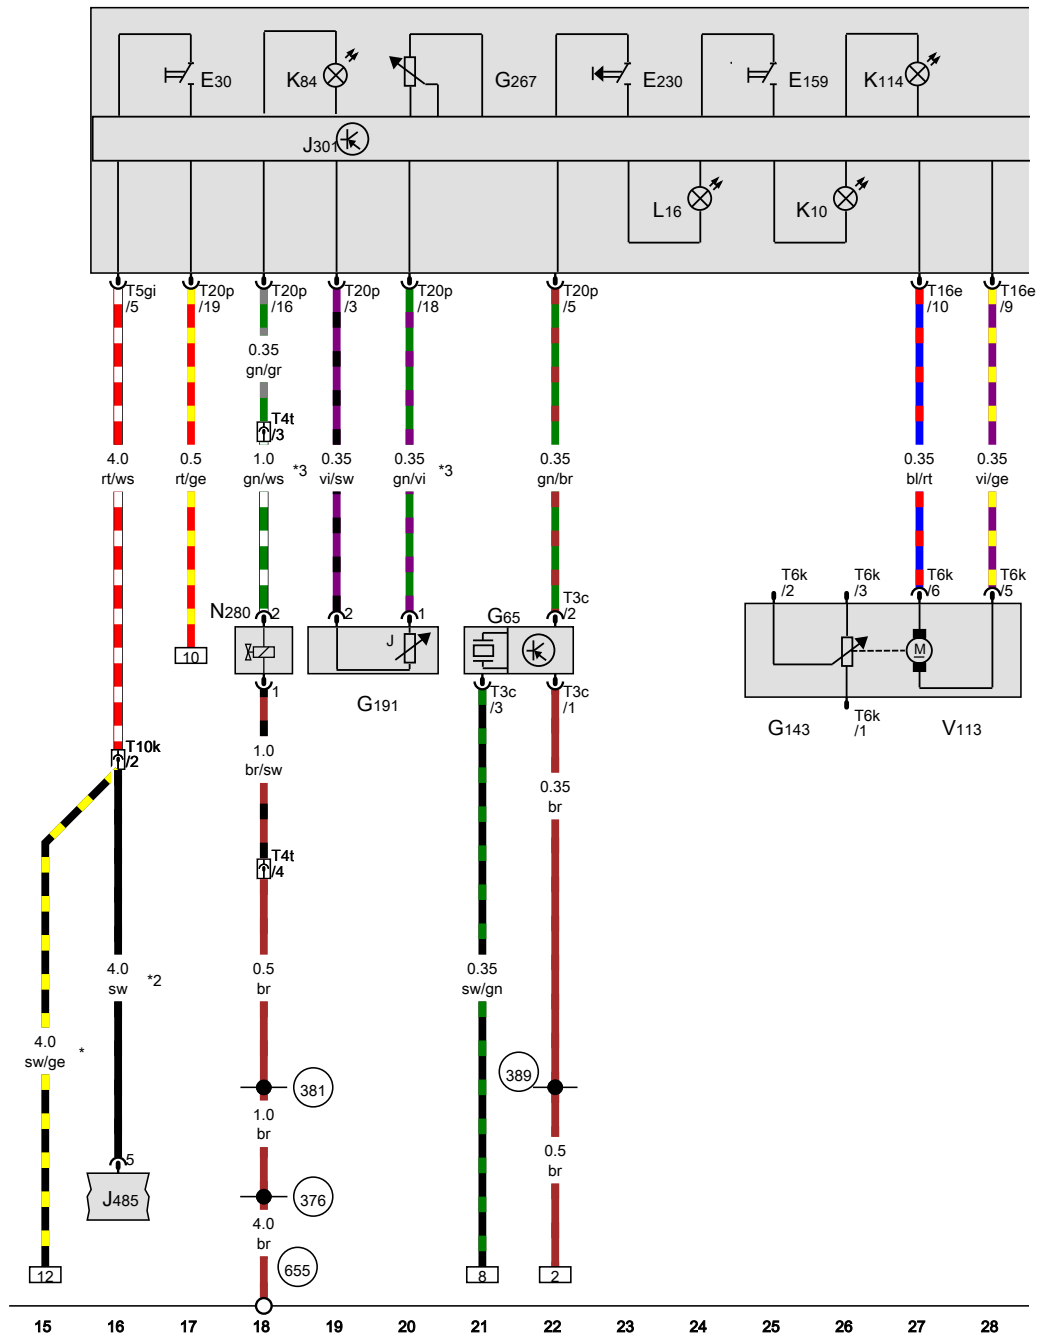 E30
K84
G267
E230
E159
K114
J301
L16
K10
T5gi
/5
T20p
/19
T20p
/16
T20p
/3
T20p
/18
T20p
/5
T16e
/10
T16e
/9
0.35
gn/gr
T4t
/3
4.0
rt/ws
0.5
rt/ge
1.0
gn/ws
*3
0.35
vi/sw
0.35
gn/vi
*3
0.35
gn/br
0.35
bl/rt
0.35
vi/ge
T6k
/2
T6k
/3
T6k
/6
T6k
/5
N280
2
2
1
G65
T3c
/2
10
J
M
1
G191
T3c
/3
T3c
/1
G143
T6k
/1
V113
T10k
/2
1.0
br/sw
0.35
br
T4t
/4
4.0
sw
*2
0.5
br
0.35
sw/gn
4.0
sw/ge
*
381
389
1.0
br
0.5
br
5
J485
376
4.0
br
655
12
8
2
15 16 17 18 19 20 21 22 23 24 25 26 27 28